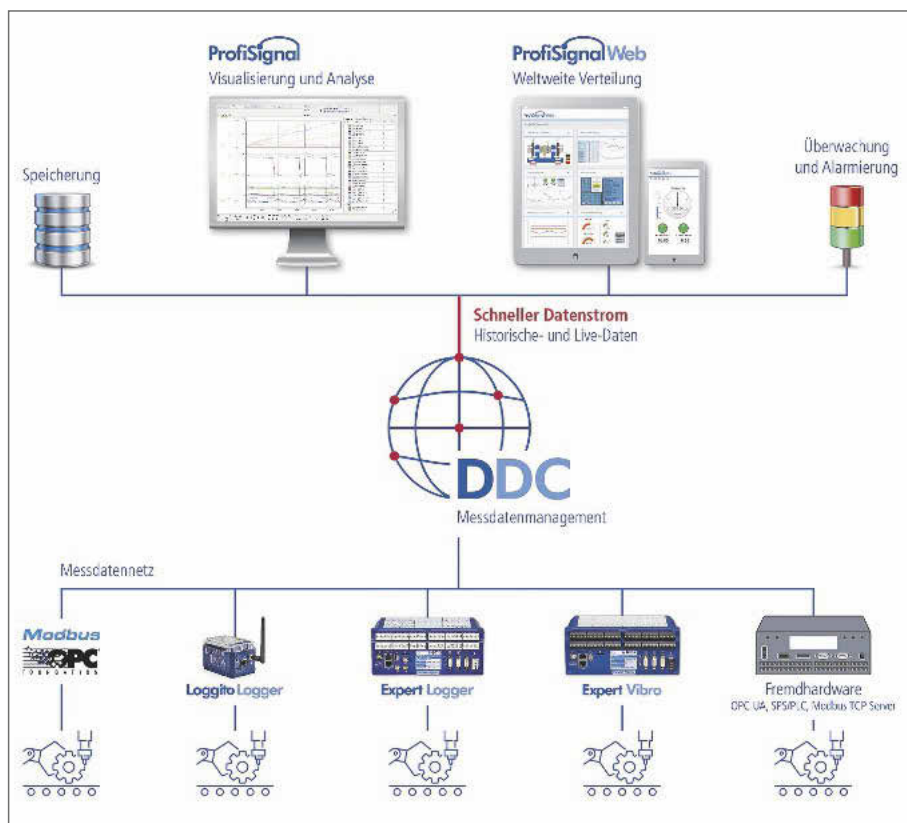 ProfiSignal
Visualisierung und Analyse
ProfiSignal Web
Weltweite Verteilung
Speicherung
Überwachung
und Alarmierung
Schneller Datenstrom
Historische- und Live-Daten
DDC
Messdatenmanagement
Messdatennetz
Modbus
OPC
FOUNDATION
Loggito Logger
Expert Logger
Expert Vibro
Fremdhardware
OPC UA, SPS/PLC, Modbus TCP Server